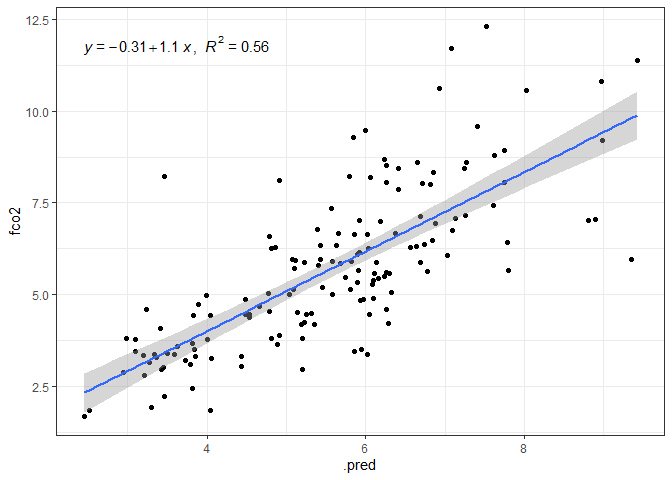 12.5
10.0
7.5
5.0
2.5
fco2
y = −0.31+1.1 x , R² = 0.56
4 6 8
.pred